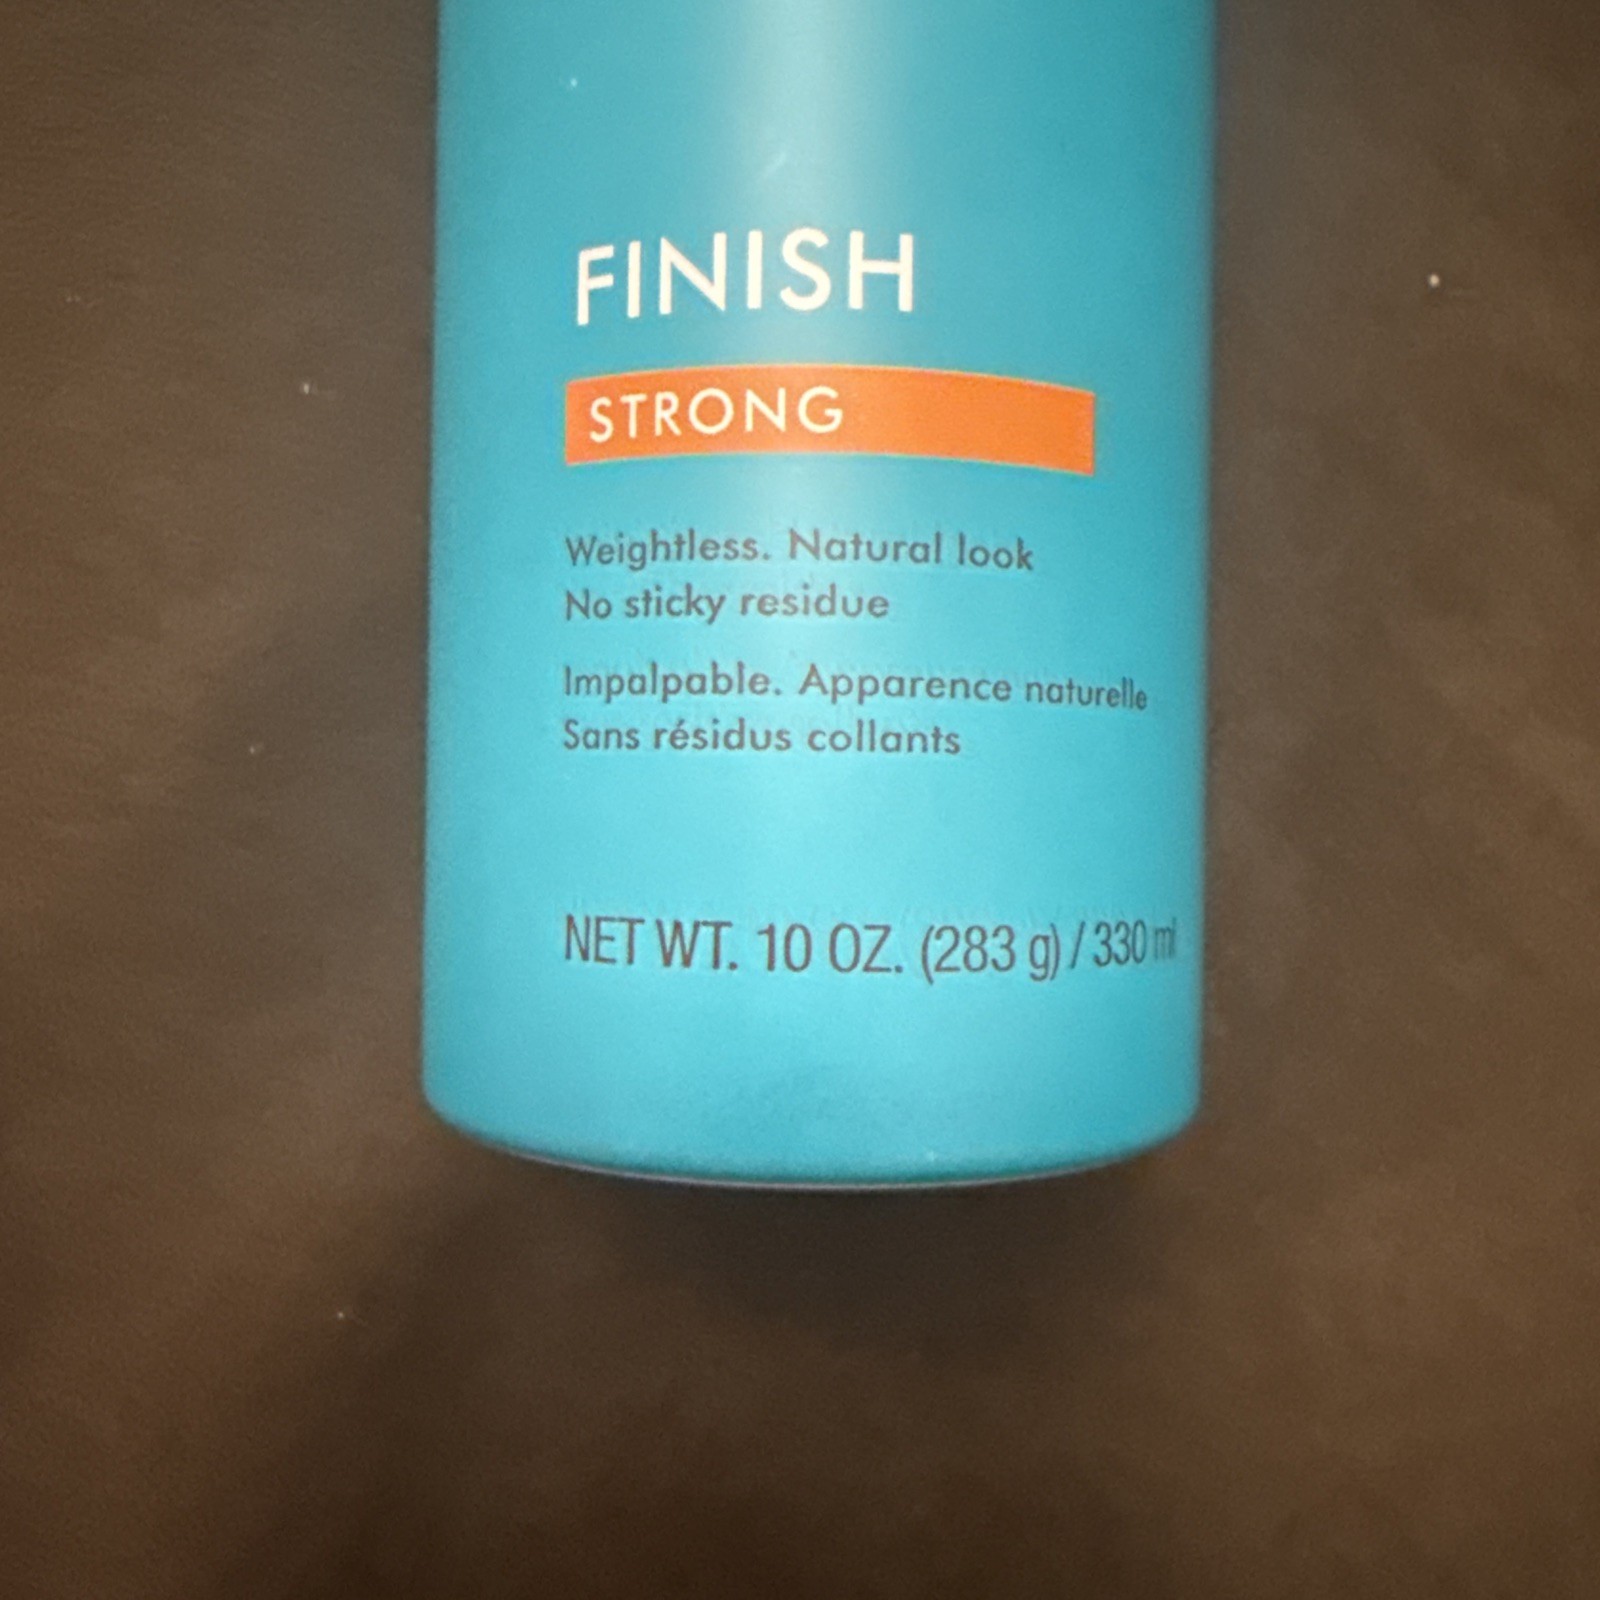 FINISH
STRONG
Weightless. Natural look
No sticky residue
Impalpable. Apparence naturelle
Sans résidus collants
NET WT. 10 OZ. (283 g) / 330 ml